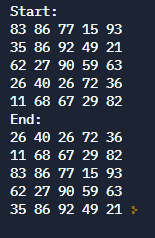 Start:
83 86 77 15 93
35 86 92 49 21
62 27 90 59 63
26 40 26 72 36
11 68 67 29 82
End:
26 40 26 72 36
11 68 67 29 82
83 86 77 15 93
62 27 90 59 63
35 86 92 49 21 >